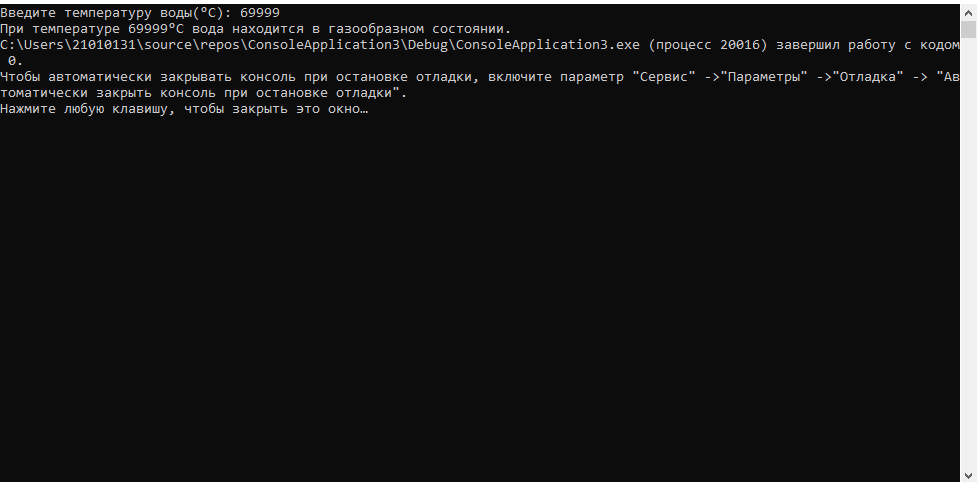 Введите температуру воды(°C): 69999
При температуре 69999°C вода находится в газообразном состоянии.
C:\Users\21010131\source\repos\ConsoleApplication3\Debug\ConsoleApplication3.exe (процесс 20016) завершил работу с кодом
 0.
Чтобы автоматически закрывать консоль при остановке отладки, включите параметр "Сервис" ->"Параметры" ->"Отладка" -> "Ав
томатически закрыть консоль при остановке отладки".
Нажмите любую клавишу, чтобы закрыть это окно…